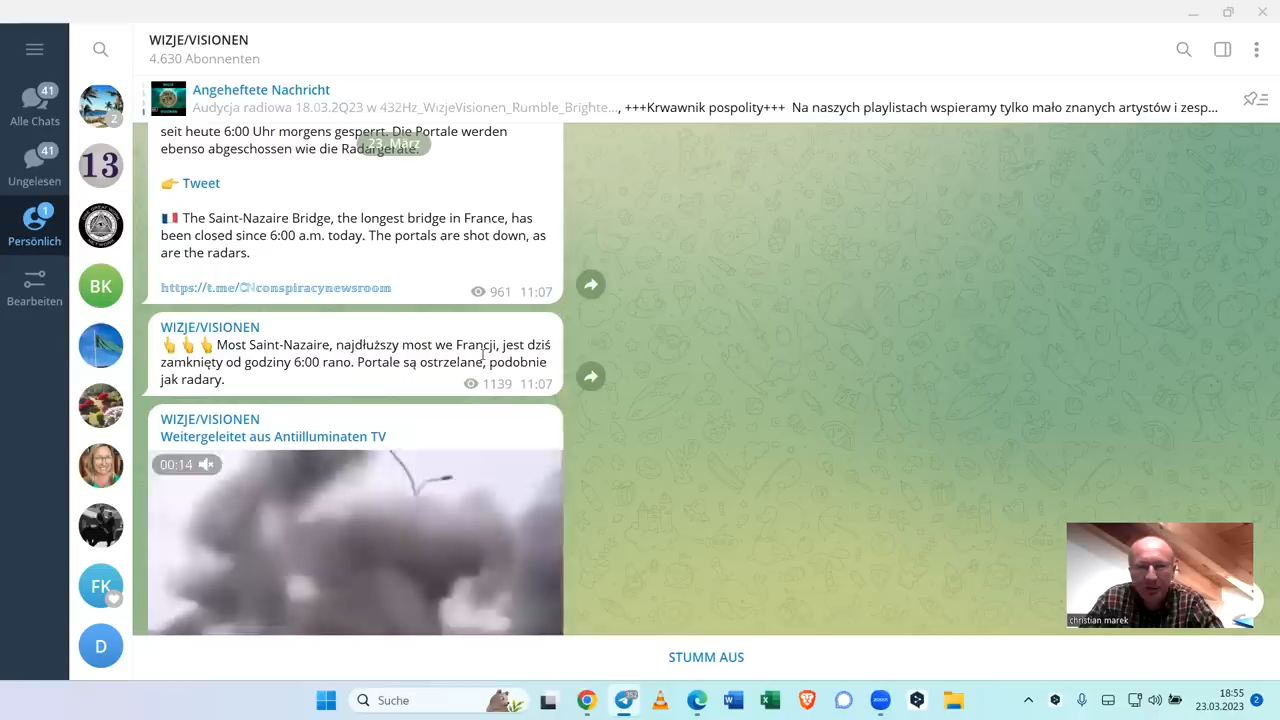 WIZJE/VISIONEN
4.630 Abonnenten
41
Alle Chats
41
Ungelesen
1
Persönlich
Bearbeiten
2
13
BK
FK
D
Angeheftete Nachricht
Audycja radiowa 18.03.2Q23 w 432Hz_WizjeVisionen_Rumble_Brighte..., +++Krwawnik pospolity+++ Na naszych playlistach wspieramy tylko mało znanych artystów i zesp...
23. März
seit heute 6:00 Uhr morgens gesperrt. Die Portale werden
ebenso abgeschossen wie die Radargeräte.
👉 Tweet
🇫🇷 The Saint-Nazaire Bridge, the longest bridge in France, has
been closed since 6:00 a.m. today. The portals are shot down, as
are the radars.
https://t.me/ℂℕconspiracynewsroom
961 11:07
WIZJE/VISIONEN
👆👆👆Most Saint-Nazaire, najdłuższy most we Francji, jest dziś
zamknięty od godziny 6:00 rano. Portale są ostrzelane, podobnie
jak radary.
1139 11:07
WIZJE/VISIONEN
Weitergeleitet aus Antiilluminaten TV
00:14
christian marek
STUMM AUS
Suche
18:55
23.03.2023
2